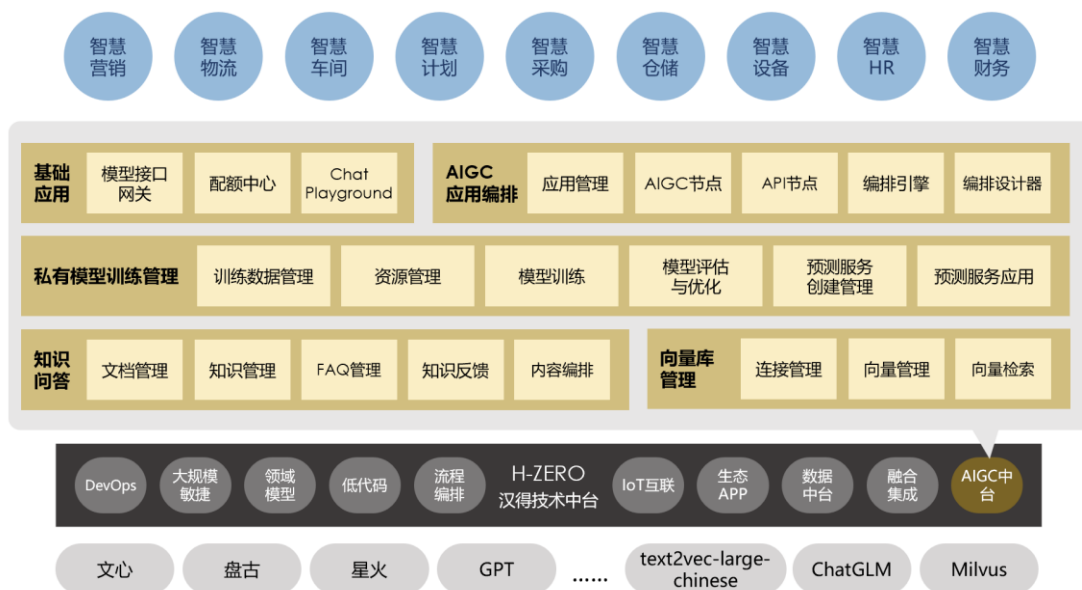 智慧
营销
智慧
物流
智慧
车间
智慧
计划
智慧
采购
智慧
仓储
智慧
设备
智慧
HR
智慧
财务
基础
应用
模型接口
网关
配额中心
Chat
Playground
AIGC
应用编排
应用管理
AIGC节点
API节点
编排引擎
编排设计器
私有模型训练管理
训练数据管理
资源管理
模型训练
模型评估
与优化
预测服务
创建管理
预测服务应用
知识
问答
文档管理
知识管理
FAQ管理
知识反馈
内容编排
向量库
管理
连接管理
向量管理
向量检索
DevOps
大规模
敏捷
领域
模型
低代码
流程
编排
H-ZERO
汉得技术中台
IoT互联
生态
APP
数据
中台
融合
集成
AIGC中
台
文心
盘古
星火
GPT
......
text2vec-large-
chinese
ChatGLM
Milvus